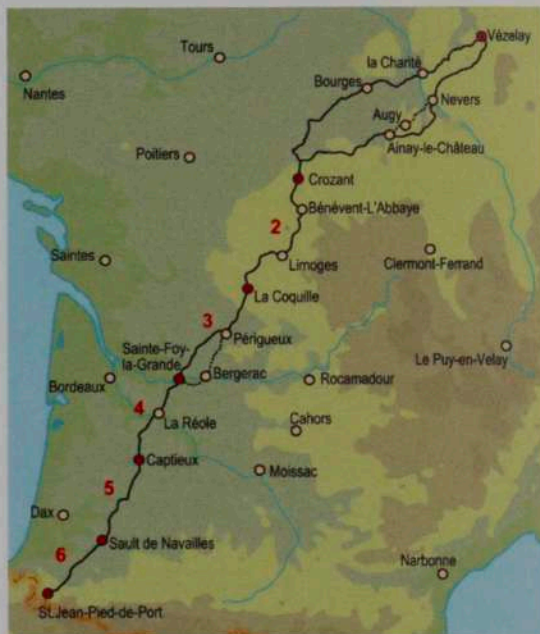 Vézelay
Tours
la Charité
Nantes
Bourges
Nevers
Augy
Ainay-le-Château
Poitiers
Crozant
Bénévent-L'Abbaye
2
Saintes
Limoges
Clermont-Ferrand
La Coquille
3
Périgueux
Sainte-Foy-
la-Grande
Le Puy-en-Velay
Bordeaux
Bergerac
Rocamadour
4
La Réole
Cahors
Captieux
Moissac
5
Dax
Sault de Navailles
6
Narbonne
St.Jean-Pied-de-Port